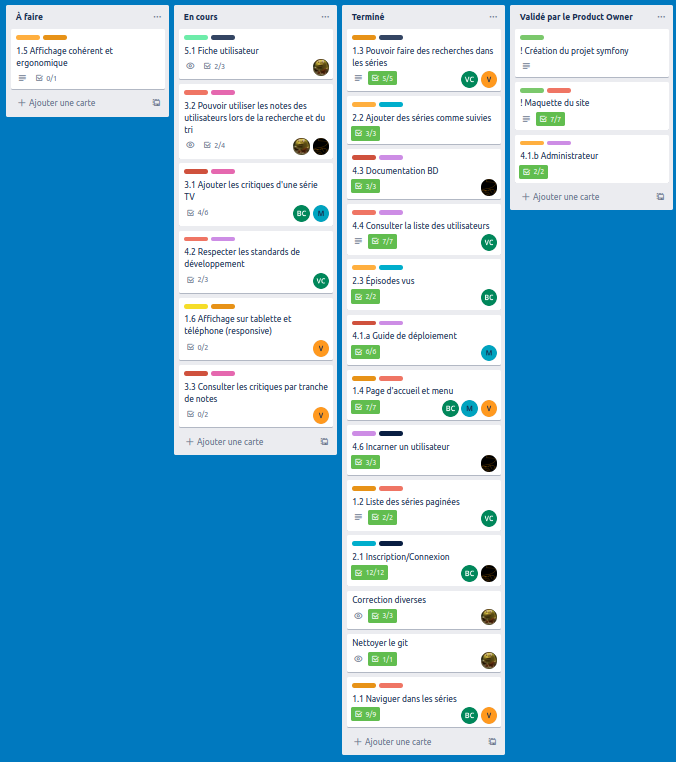 À faire
1.5 Affichage cohérent et
ergonomique
0/1
+ Ajouter une carte
En cours
5.1 Fiche utilisateur
2/3
3.2 Pouvoir utiliser les notes des
utilisateurs lors de la recherche et du
tri
2/4
3.1 Ajouter les critiques d'une série
TV
4/6
BC M
4.2 Respecter les standards de
développement
2/3
VC
1.6 Affichage sur tablette et
téléphone (responsive)
0/2
V
3.3 Consulter les critiques par tranche
de notes
0/2
V
+ Ajouter une carte
Terminé
1.3 Pouvoir faire des recherches dans
les séries
5/5
VC V
2.2 Ajouter des séries comme suivies
3/3
4.3 Documentation BD
3/3
4.4 Consulter la liste des utilisateurs
7/7
VC
2.3 Épisodes vus
2/2
BC
4.1.a Guide de déploiement
6/6
M
1.4 Page d'accueil et menu
7/7
BC M V
4.6 Incarner un utilisateur
3/3
1.2 Liste des séries paginées
2/2
VC
2.1 Inscription/Connexion
12/12
BC
Correction diverses
3/3
Nettoyer le git
1/1
1.1 Naviguer dans les séries
9/9
BC V
+ Ajouter une carte
Validé par le Product Owner
! Création du projet symfony
! Maquette du site
7/7
4.1.b Administrateur
2/2
+ Ajouter une carte